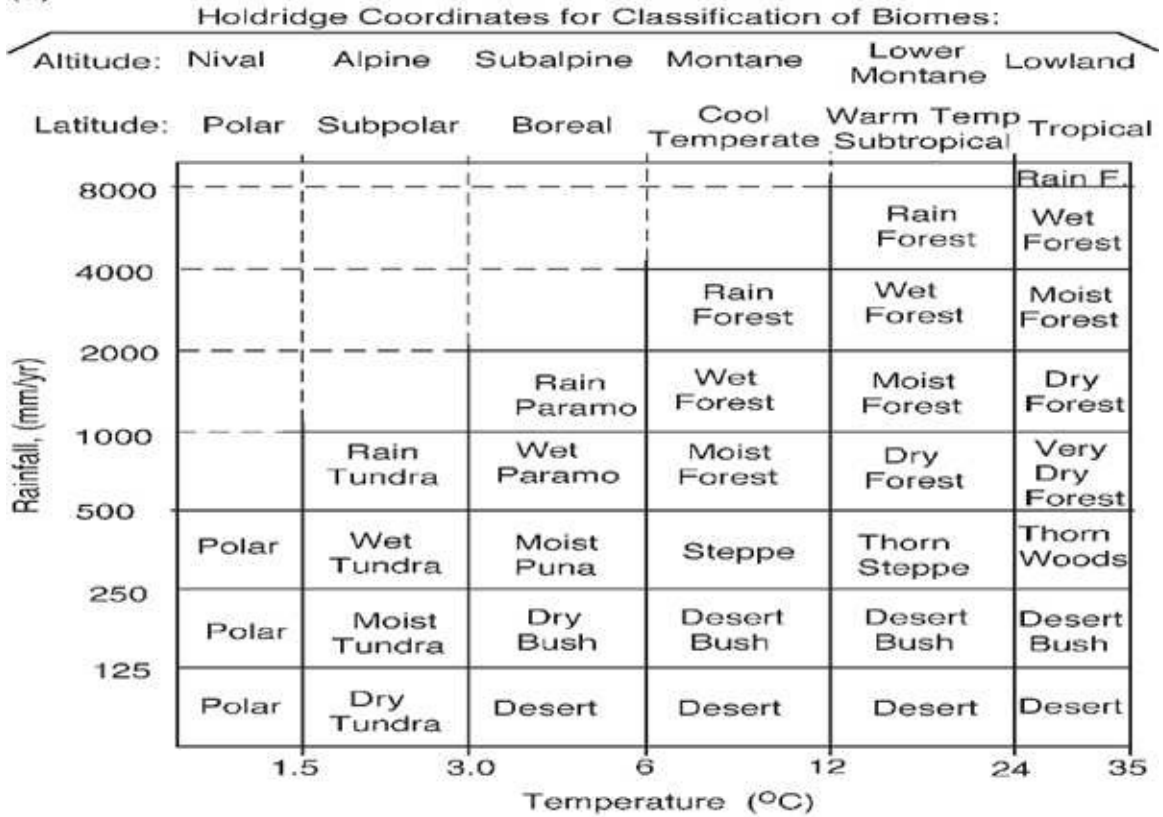 Holdridge Coordinates for Classification of Biomes:
Altitude: Nival Alpine Subalpine Montane Lower Montane Lowland
Latitude: Polar Subpolar Boreal Cool Temperate Warm Temp Subtropical Tropical
Rainfall, (mm/yr)
8000
Rain F.
Rain Forest
Wet Forest
4000
Rain Forest
Wet Forest
Moist Forest
2000
Rain Paramo
Wet Forest
Moist Forest
Dry Forest
1000
Rain Tundra
Wet Paramo
Moist Forest
Dry Forest
Very Dry Forest
500
Polar
Wet Tundra
Moist Puna
Steppe
Thorn Steppe
Thorn Woods
250
Polar
Moist Tundra
Dry Bush
Desert Bush
Desert Bush
Desert Bush
125
Polar
Dry Tundra
Desert
Desert
Desert
Desert
1.5 3.0 6 12 24 35
Temperature (ºC)